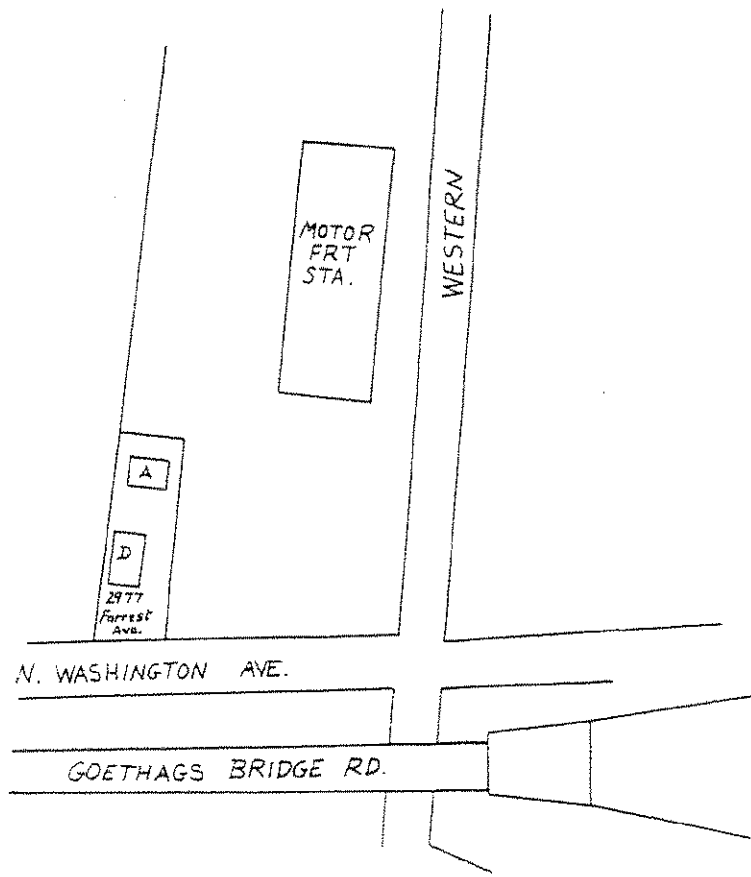 MOTOR
FRT
STA.
WESTERN
A
D
2977
Forrest
Ave.
N. WASHINGTON AVE.
GOETHAGS BRIDGE RD.